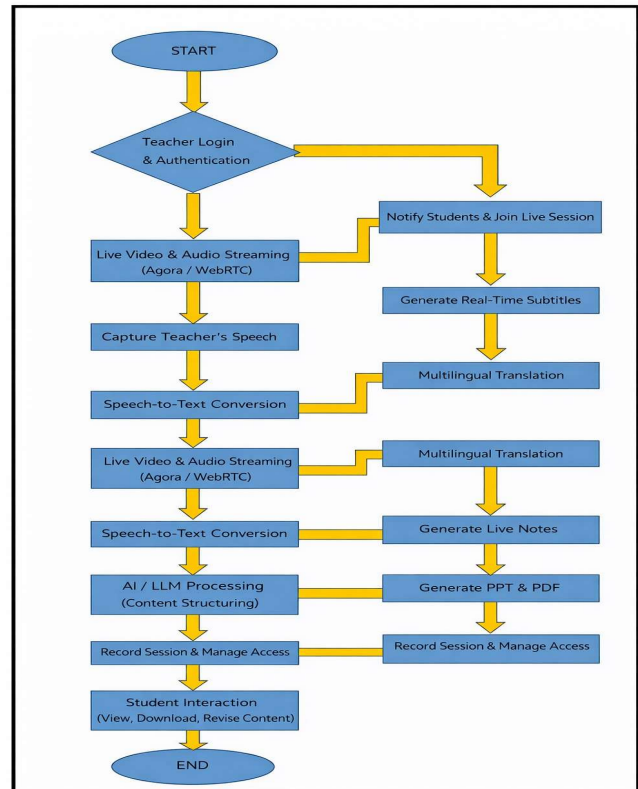 START
Teacher Login
& Authentication
Notify Students & Join Live Session
Live Video & Audio Streaming
(Agora / WebRTC)
Generate Real-Time Subtitles
Capture Teacher's Speech
Multilingual Translation
Speech-to-Text Conversion
Live Video & Audio Streaming
(Agora / WebRTC)
Multilingual Translation
Speech-to-Text Conversion
Generate Live Notes
AI / LLM Processing
(Content Structuring)
Generate PPT & PDF
Record Session & Manage Access
Record Session & Manage Access
Student Interaction
(View, Download, Revise Content)
END